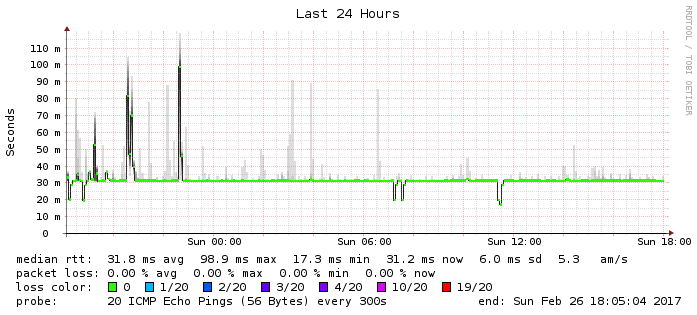 Last 24 Hours
RRDTOOL / TOBI OETIKER
Seconds
110 m
100 m
90 m
80 m
70 m
60 m
50 m
40 m
30 m
20 m
10 m
0
Sun 00:00 Sun 06:00 Sun 12:00 Sun 18:00
median rtt: 31.8 ms avg 98.9 ms max 17.3 ms min 31.2 ms now 6.0 ms sd 5.3 am/s
packet loss: 0.00 % avg 0.00 % max 0.00 % min 0.00 % now
loss color: 0 1/20 2/20 3/20 4/20 10/20 19/20
probe: 20 ICMP Echo Pings (56 Bytes) every 300s end: Sun Feb 26 18:05:04 2017